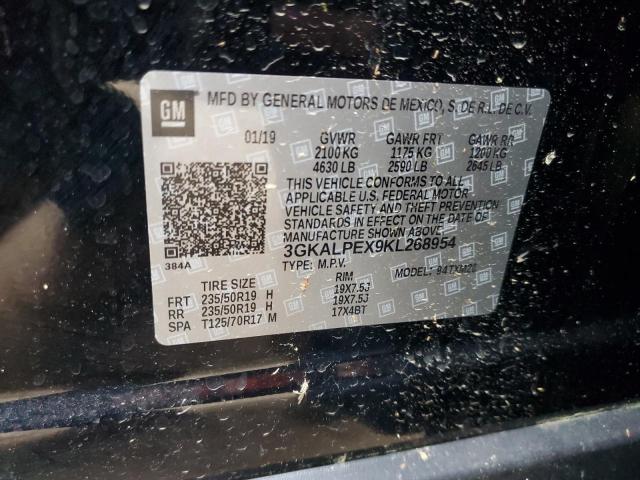 GM MFD BY GENERAL MOTORS DE MEXICO, S. DE R.L. DE C.V.
01/19 GVWR GAWR FRT GAWR RR
2100 KG 1175 KG 1200 KG
4630 LB 2590 LB 2645 LB
THIS VEHICLE CONFORMS TO ALL
APPLICABLE U.S. FEDERAL MOTOR
VEHICLE SAFETY AND THEFT PREVENTION
STANDARDS IN EFFECT ON THE DATE OF
MANUFACTURE SHOWN ABOVE.
384A
3GKALPEX9KL268954
TYPE: M.P.V. MODEL:
TIRE SIZE RIM
FRT 235/50R19 H 19X7.5J
RR 235/50R19 H 19X7.5J
SPA T125/70R17 M 17X4BT